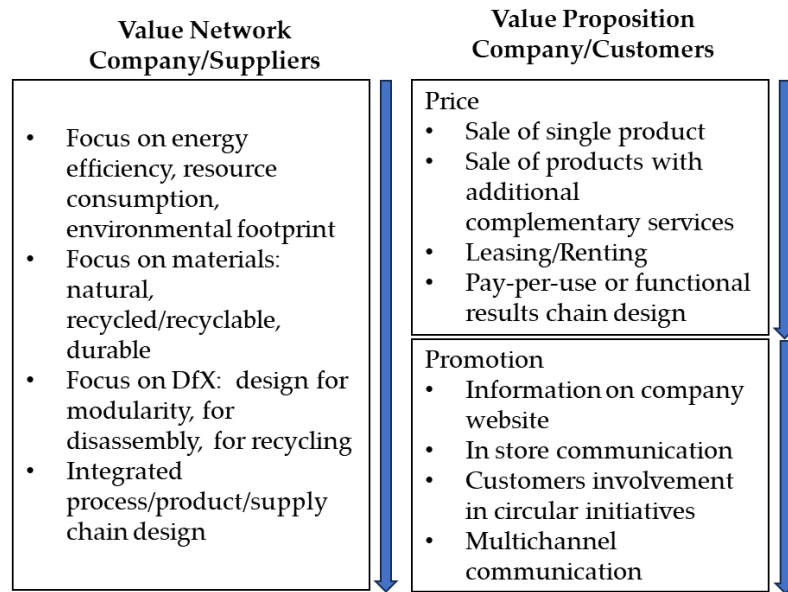 Value Network
Company/Suppliers
• Focus on energy
efficiency, resource
consumption,
environmental footprint
• Focus on materials:
natural,
recycled/recyclable,
durable
• Focus on DfX: design for
modularity, for
disassembly, for recycling
• Integrated
process/product/supply
chain design
Value Proposition
Company/Customers
Price
• Sale of single product
• Sale of products with
additional
complementary services
• Leasing/Renting
• Pay-per-use or functional
results chain design
Promotion
• Information on company
website
• In store communication
• Customers involvement
in circular initiatives
• Multichannel
communication